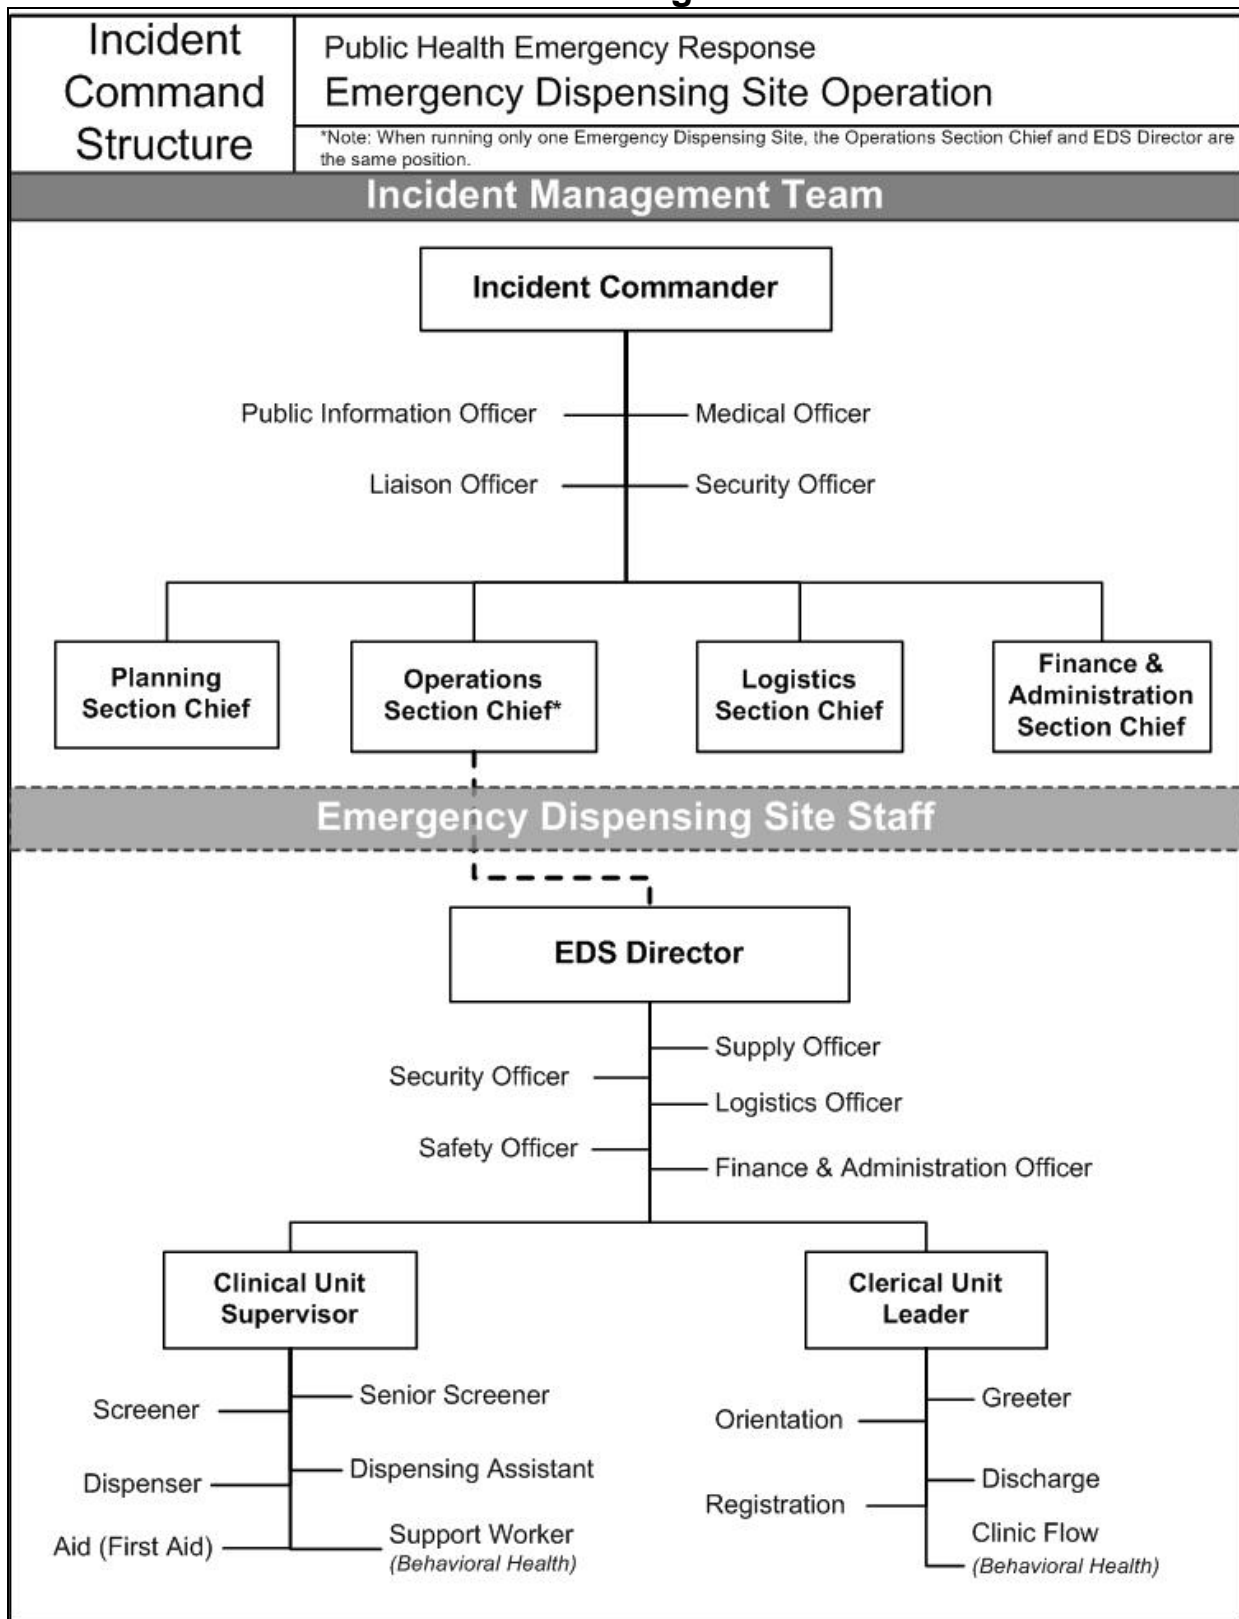 Incident
Command
Structure
Public Health Emergency Response
Emergency Dispensing Site Operation
*Note: When running only one Emergency Dispensing Site, the Operations Section Chief and EDS Director are
the same position.
Incident Management Team
Incident Commander
Public Information Officer
Medical Officer
Liaison Officer
Security Officer
Planning
Section Chief
Operations
Section Chief*
Logistics
Section Chief
Finance &
Administration
Section Chief
Emergency Dispensing Site Staff
EDS Director
Supply Officer
Security Officer
Logistics Officer
Safety Officer
Finance & Administration Officer
Clinical Unit
Supervisor
Clerical Unit
Leader
Senior Screener
Screener
Dispensing Assistant
Dispenser
Support Worker
(Behavioral Health)
Aid (First Aid)
Greeter
Orientation
Discharge
Registration
Clinic Flow
(Behavioral Health)